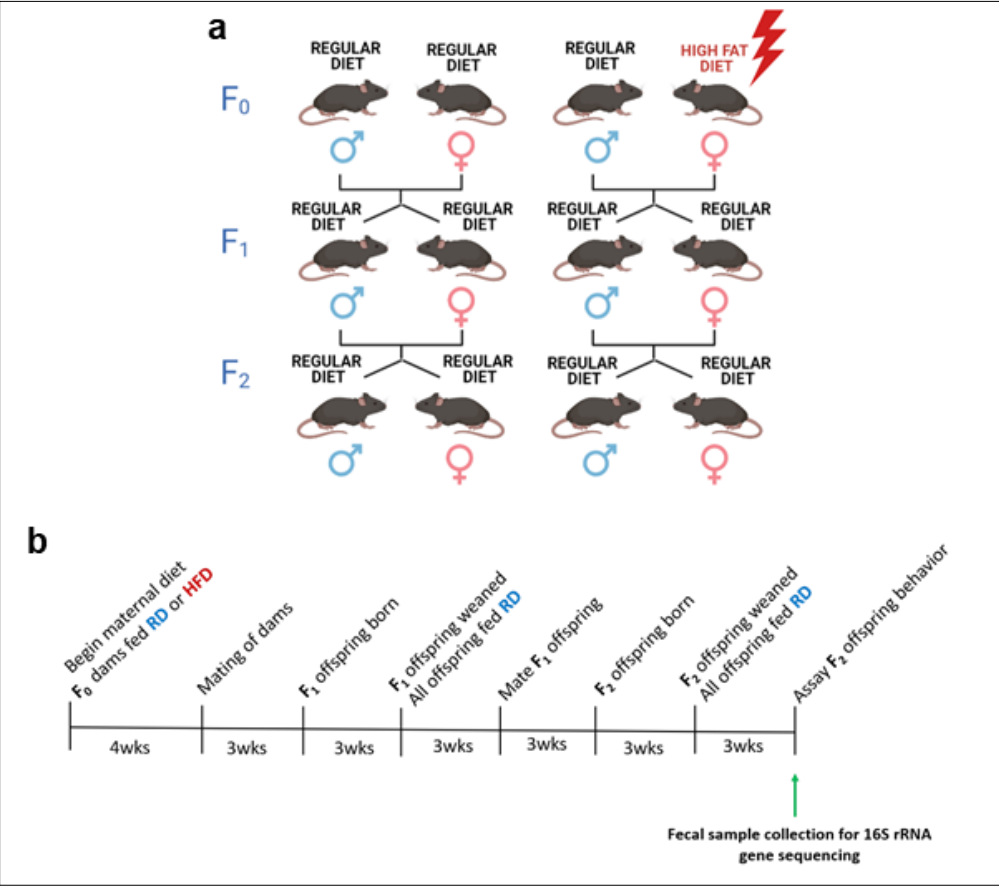 a
REGULAR
DIET
REGULAR
DIET
REGULAR
DIET
HIGH FAT
DIET
F0
♂
♀
♂
♀
REGULAR
DIET
REGULAR
DIET
REGULAR
DIET
REGULAR
DIET
F1
♂
♀
♂
♀
REGULAR
DIET
REGULAR
DIET
REGULAR
DIET
REGULAR
DIET
F2
♂
♀
♂
♀
b
Begin maternal diet
F0 dams fed RD or HFD
Mating of dams
F1 offspring born
F1 offspring weaned
All offspring fed RD
Mate F1 offspring
F2 offspring born
F2 offspring weaned
All offspring fed RD
Assay F2 offspring behavior
4wks
3wks
3wks
3wks
3wks
3wks
3wks
Fecal sample collection for 16S rRNA
gene sequencing